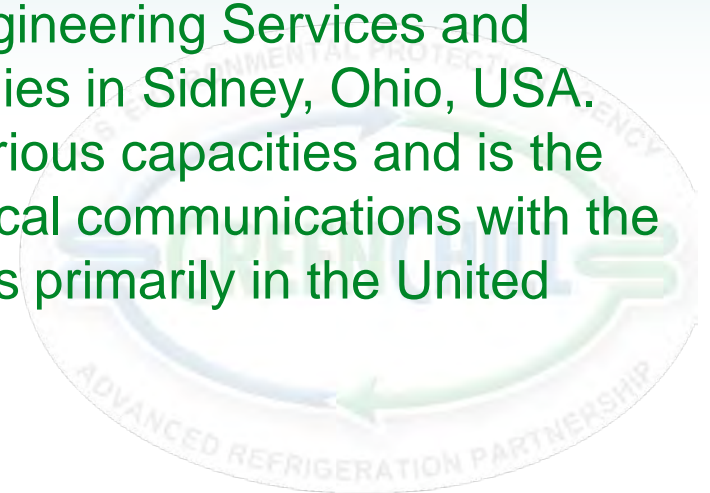 gineering Services and
ies in Sidney, Ohio, USA.
rious capacities and is the
cal communications with the
s primarily in the United
U.S. ENVIRONMENTAL PROTECTION AGENCY
GREENCHILL
ADVANCED REFRIGERATION PARTNERSHIP